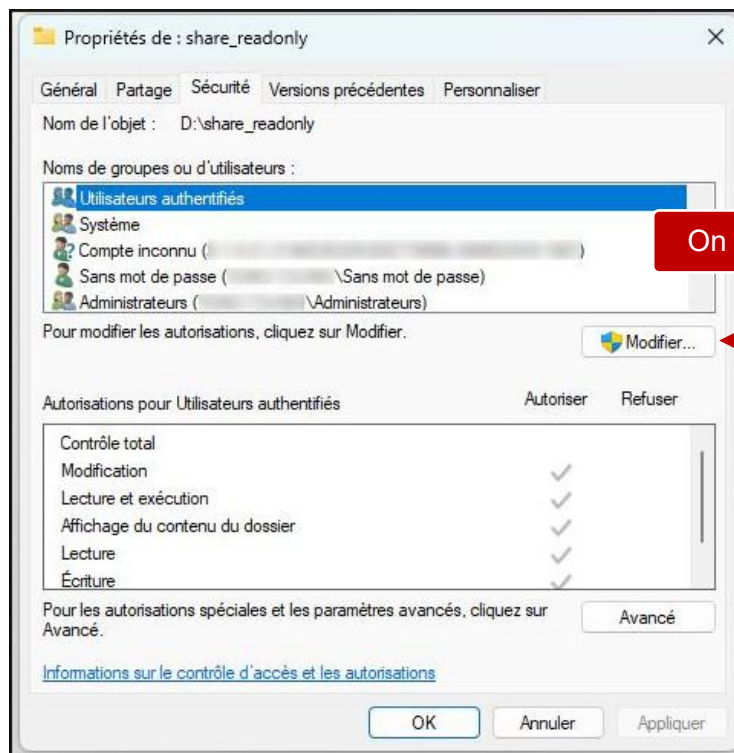 Propriétés de : share_readonly
Général Partage Sécurité Versions précédentes Personnaliser
Nom de l'objet : D:\share_readonly
Noms de groupes ou d'utilisateurs :
Utilisateurs authentifiés
Système
Compte inconnu ( )
On
Sans mot de passe ( \Sans mot de passe)
Administrateurs ( \Administrateurs)
Pour modifier les autorisations, cliquez sur Modifier.
Modifier...
Autorisations pour Utilisateurs authentifiés Autoriser Refuser
Contrôle total
Modification
Lecture et exécution
Affichage du contenu du dossier
Lecture
Écriture
Pour les autorisations spéciales et les paramètres avancés, cliquez sur
Avancé.
Avancé
Informations sur le contrôle d'accès et les autorisations
OK Annuler Appliquer